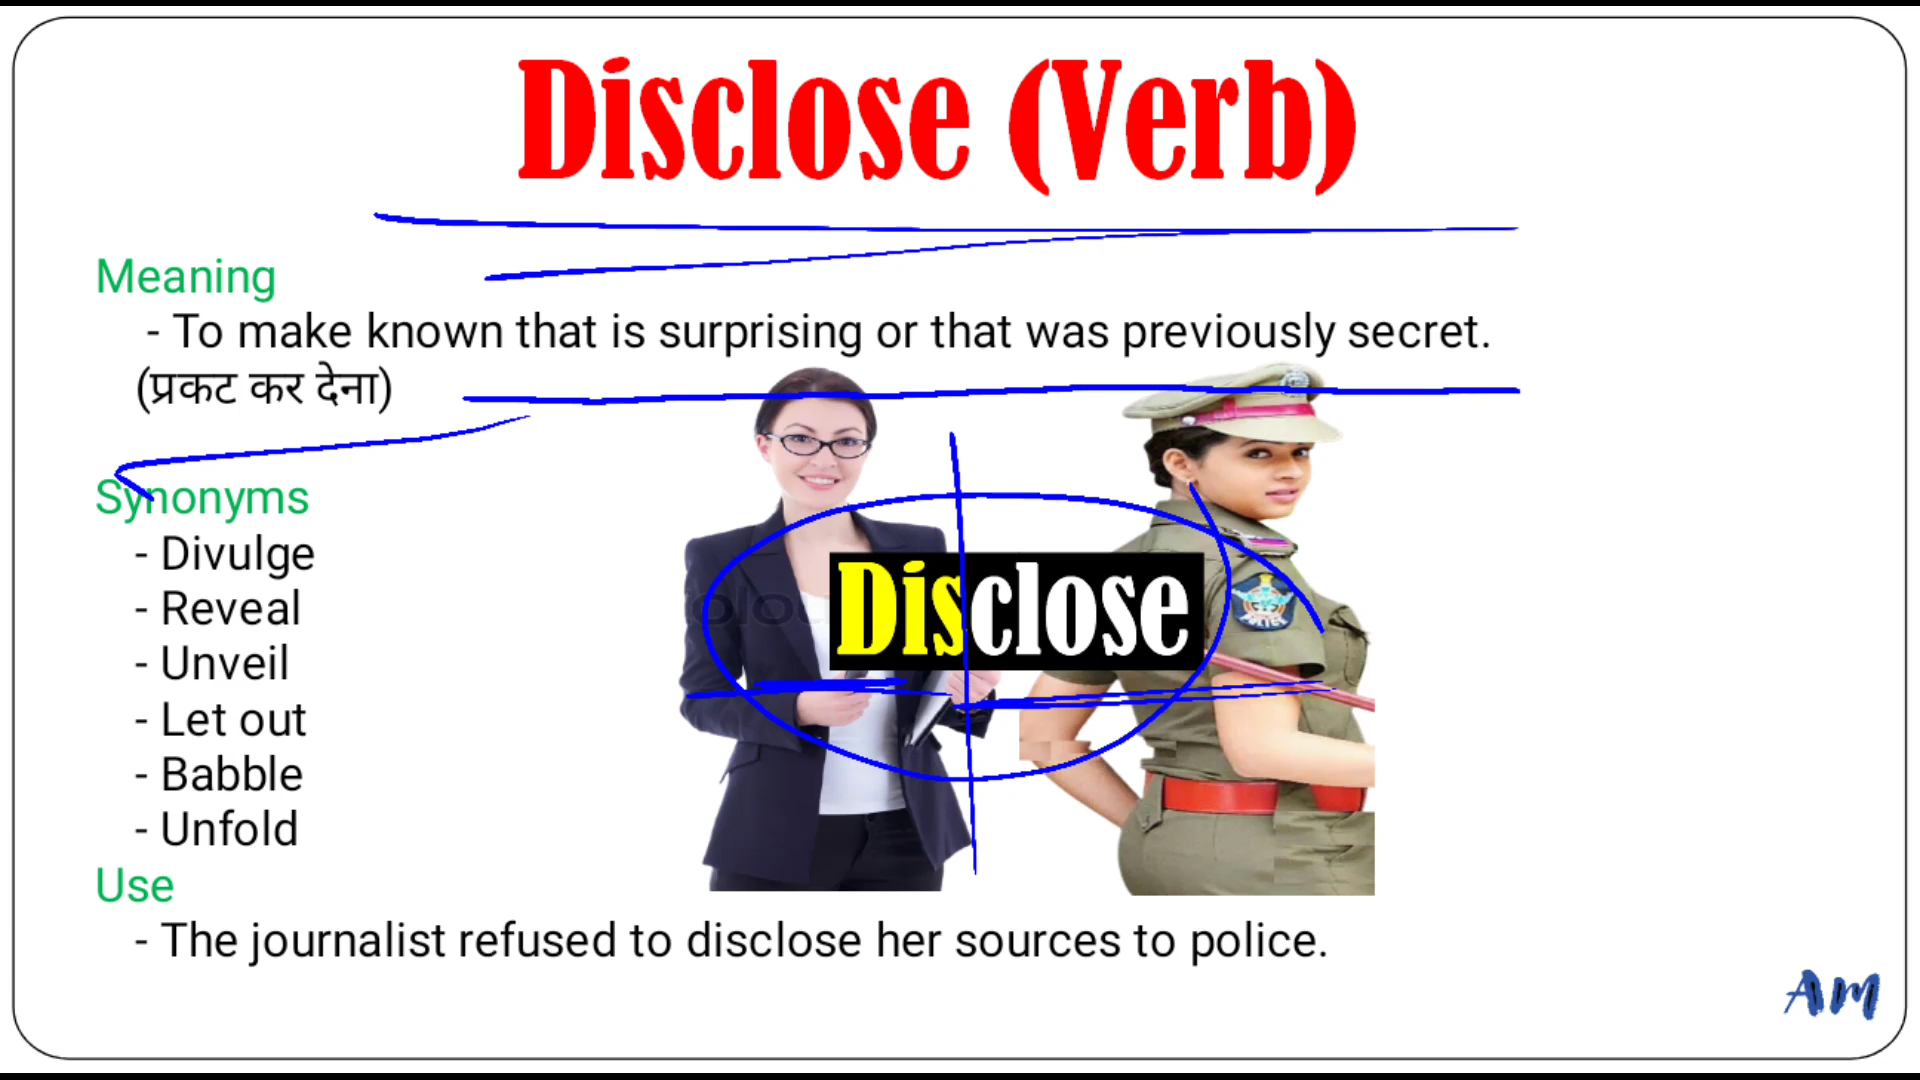 Disclose (Verb)
Meaning
- To make known that is surprising or that was previously secret.
(प्रकट कर देना)
Synonyms
- Divulge
- Reveal
- Unveil
- Let out
- Babble
- Unfold
Disclose
POLICE
Use
- The journalist refused to disclose her sources to police.
AM